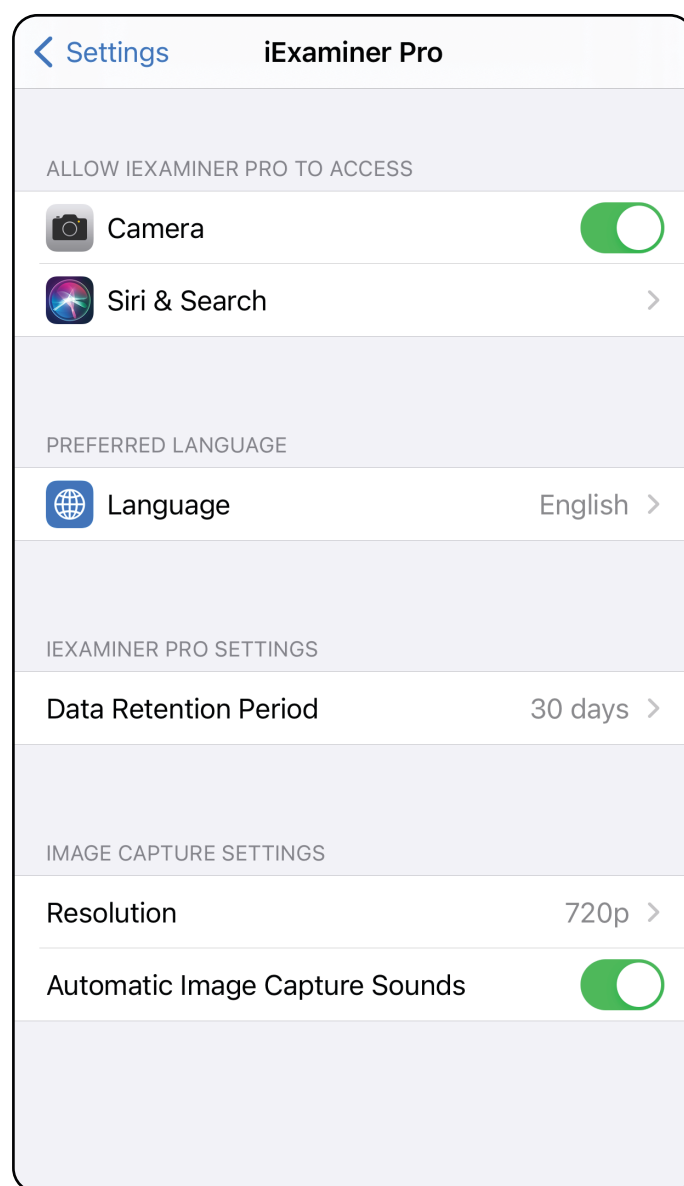 Settings iExaminer Pro
ALLOW IEXAMINER PRO TO ACCESS
Camera
Siri & Search
PREFERRED LANGUAGE
Language English
IEXAMINER PRO SETTINGS
Data Retention Period 30 days
IMAGE CAPTURE SETTINGS
Resolution 720p
Automatic Image Capture Sounds